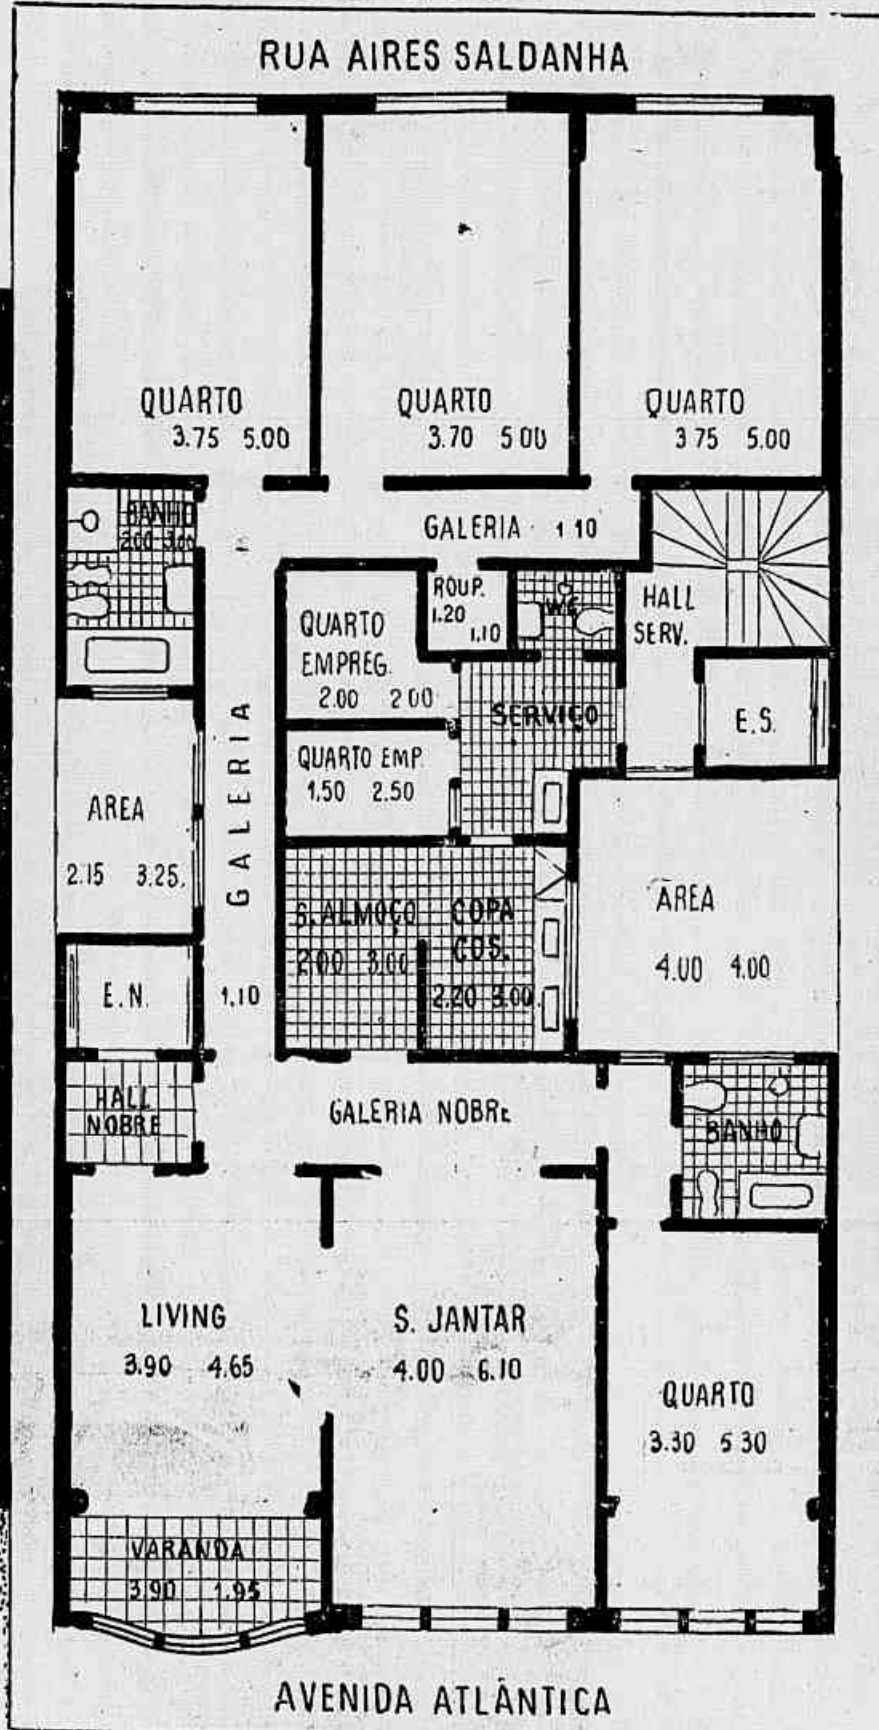 RUA AIRES SALDANHA
QUARTO
3.75 5.00
QUARTO
3.70 5.00
QUARTO
3.75 5.00
BANHO
2.00 3.00
GALERIA 1.10
ROUP.
1.20
1.10
W.C.
HALL
SERV.
QUARTO
EMPREG.
2.00 2.00
SERVIÇO
E.S.
QUARTO EMP.
1.50 2.50
GALERIA
1.10
AREA
2.15 3.25.
S. ALMOÇO
2.00 3.00
COPA
COS.
2.20 3.00
AREA
4.00 4.00
E.N.
HALL
NOBRE
GALERIA NOBRE
BANHO
LIVING
3.90 4.65
S. JANTAR
4.00 6.10
QUARTO
3.30 5 30
VARANDA
3.90 1.95
AVENIDA ATLÂNTICA